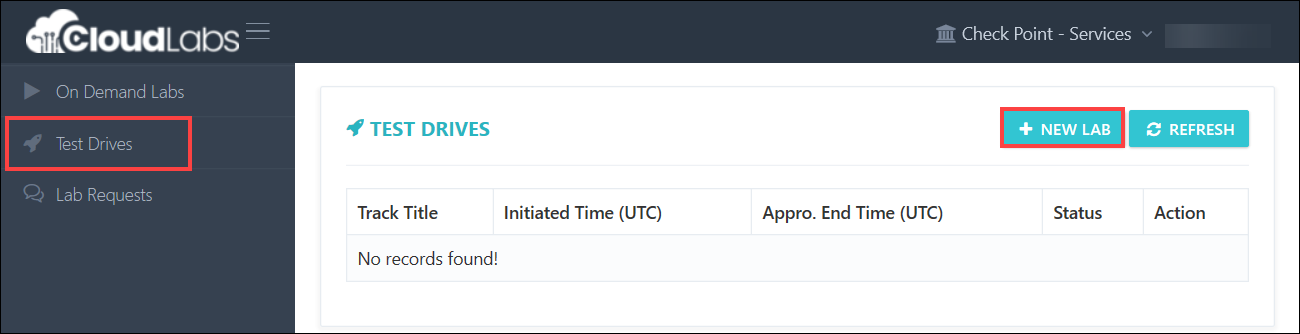 CloudLabs
Check Point - Services
On Demand Labs
Test Drives
Lab Requests
TEST DRIVES
NEW LAB
REFRESH
Track Title Initiated Time (UTC) Appro. End Time (UTC) Status Action
No records found!